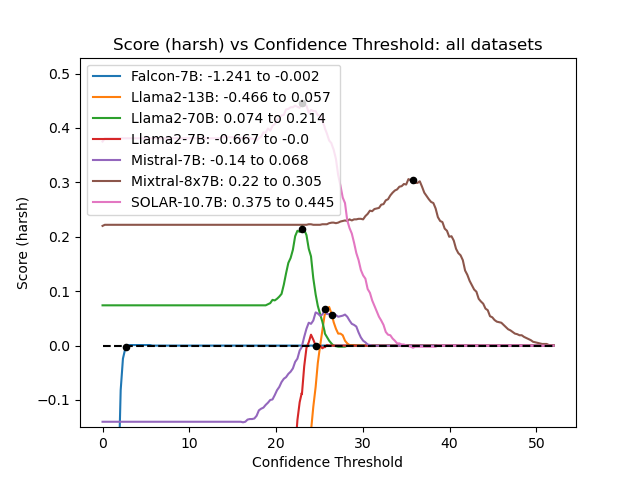 Score (harsh) vs Confidence Threshold: all datasets
Falcon-7B: -1.241 to -0.002
Llama2-13B: -0.466 to 0.057
Llama2-70B: 0.074 to 0.214
Llama2-7B: -0.667 to -0.0
Mistral-7B: -0.14 to 0.068
Mixtral-8x7B: 0.22 to 0.305
SOLAR-10.7B: 0.375 to 0.445
Score (harsh)
0.5
0.4
0.3
0.2
0.1
0.0
−0.1
0 10 20 30 40 50
Confidence Threshold